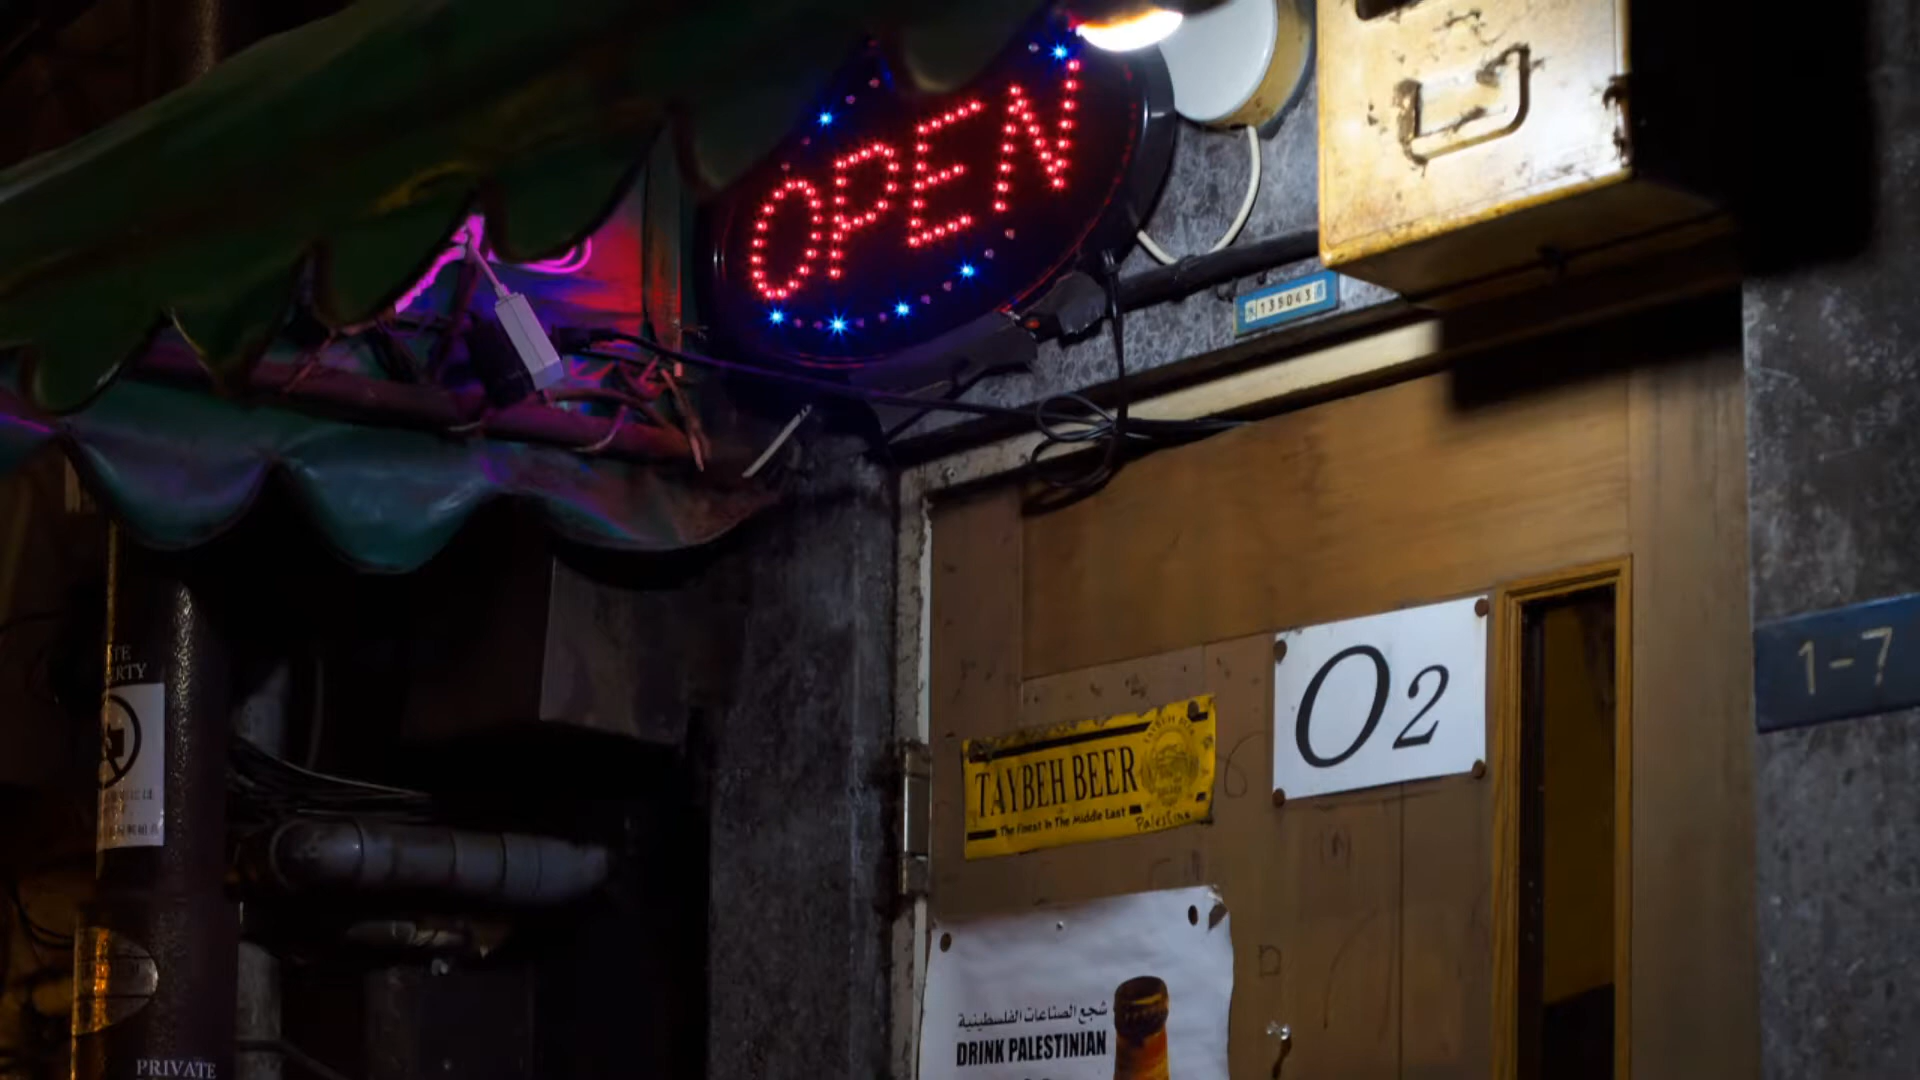 OPEN
139043
1-7
O2
TAYBEH BEER
The Finest In The Middle East
Palestine
شجع الصناعات الفلسطينية
DRINK PALESTINIAN
PRIVATE